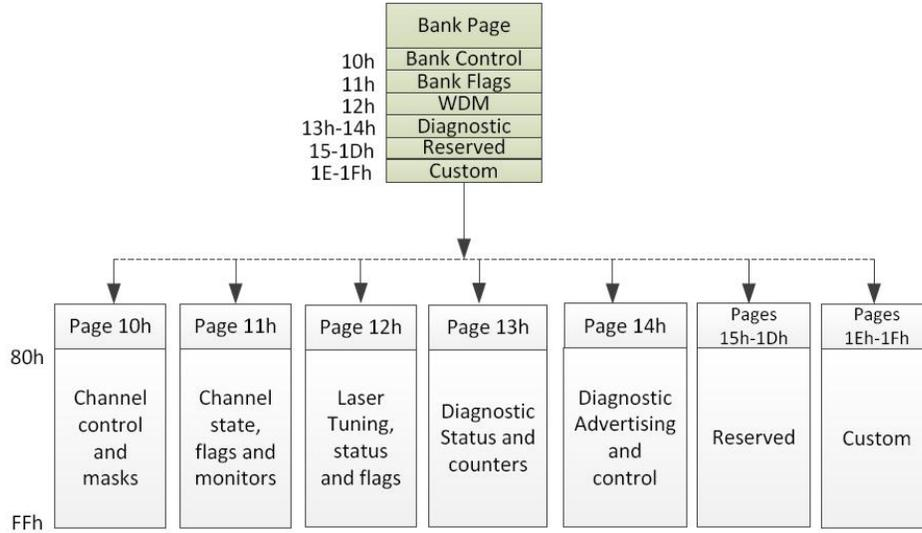 Bank Page
10h Bank Control
11h Bank Flags
12h WDM
13h-14h Diagnostic
15-1Dh Reserved
1E-1Fh Custom
Page 10h
Page 11h
Page 12h
Page 13h
Page 14h
Pages
15h-1Dh
Pages
1Eh-1Fh
80h
Channel
control
and
masks
Channel
state,
flags and
monitors
Laser
Tuning,
status
and flags
Diagnostic
Status and
counters
Diagnostic
Advertising
and
control
Reserved
Custom
FFh